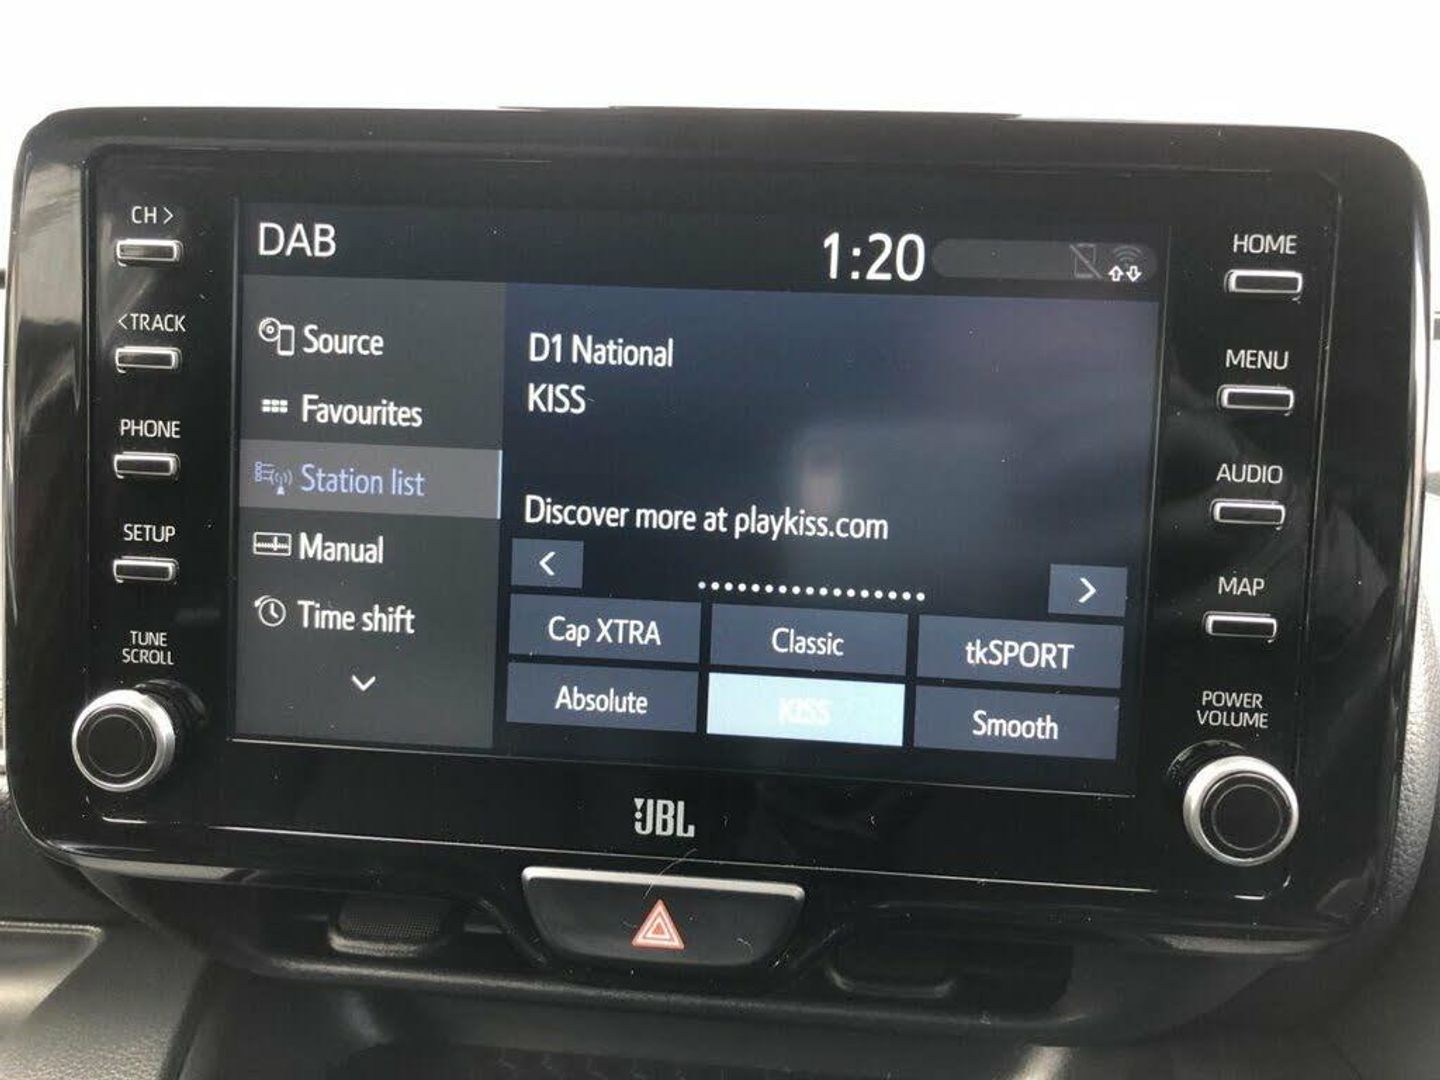 CH>
<TRACK
PHONE
SETUP
TUNE
SCROLL
DAB
1:20
Source
Favourites
Station list
Manual
Time shift
D1 National
KISS
Discover more at playkiss.com
<
>
Cap XTRA
Classic
tkSPORT
Absolute
KISS
Smooth
HOME
MENU
AUDIO
MAP
POWER
VOLUME
JBL